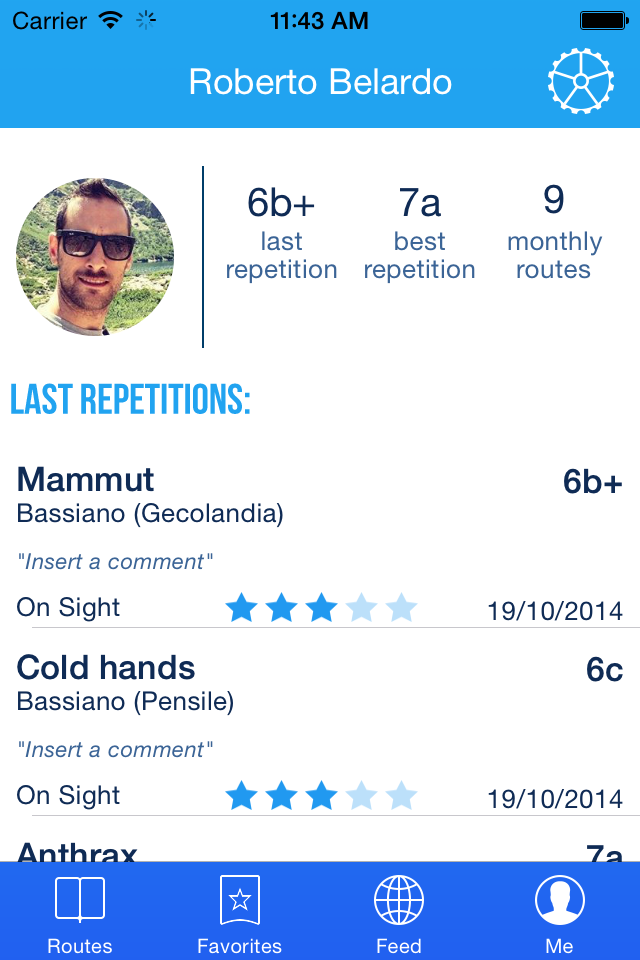 Carrier 11:43 AM
Roberto Belardo
6b+ 7a 9
last best monthly
repetition repetition routes
LAST REPETITIONS:
Mammut 6b+
Bassiano (Gecolandia)
"Insert a comment"
On Sight 19/10/2014
Cold hands 6c
Bassiano (Pensile)
"Insert a comment"
On Sight 19/10/2014
Anthrax 7a
Routes Favorites Feed Me